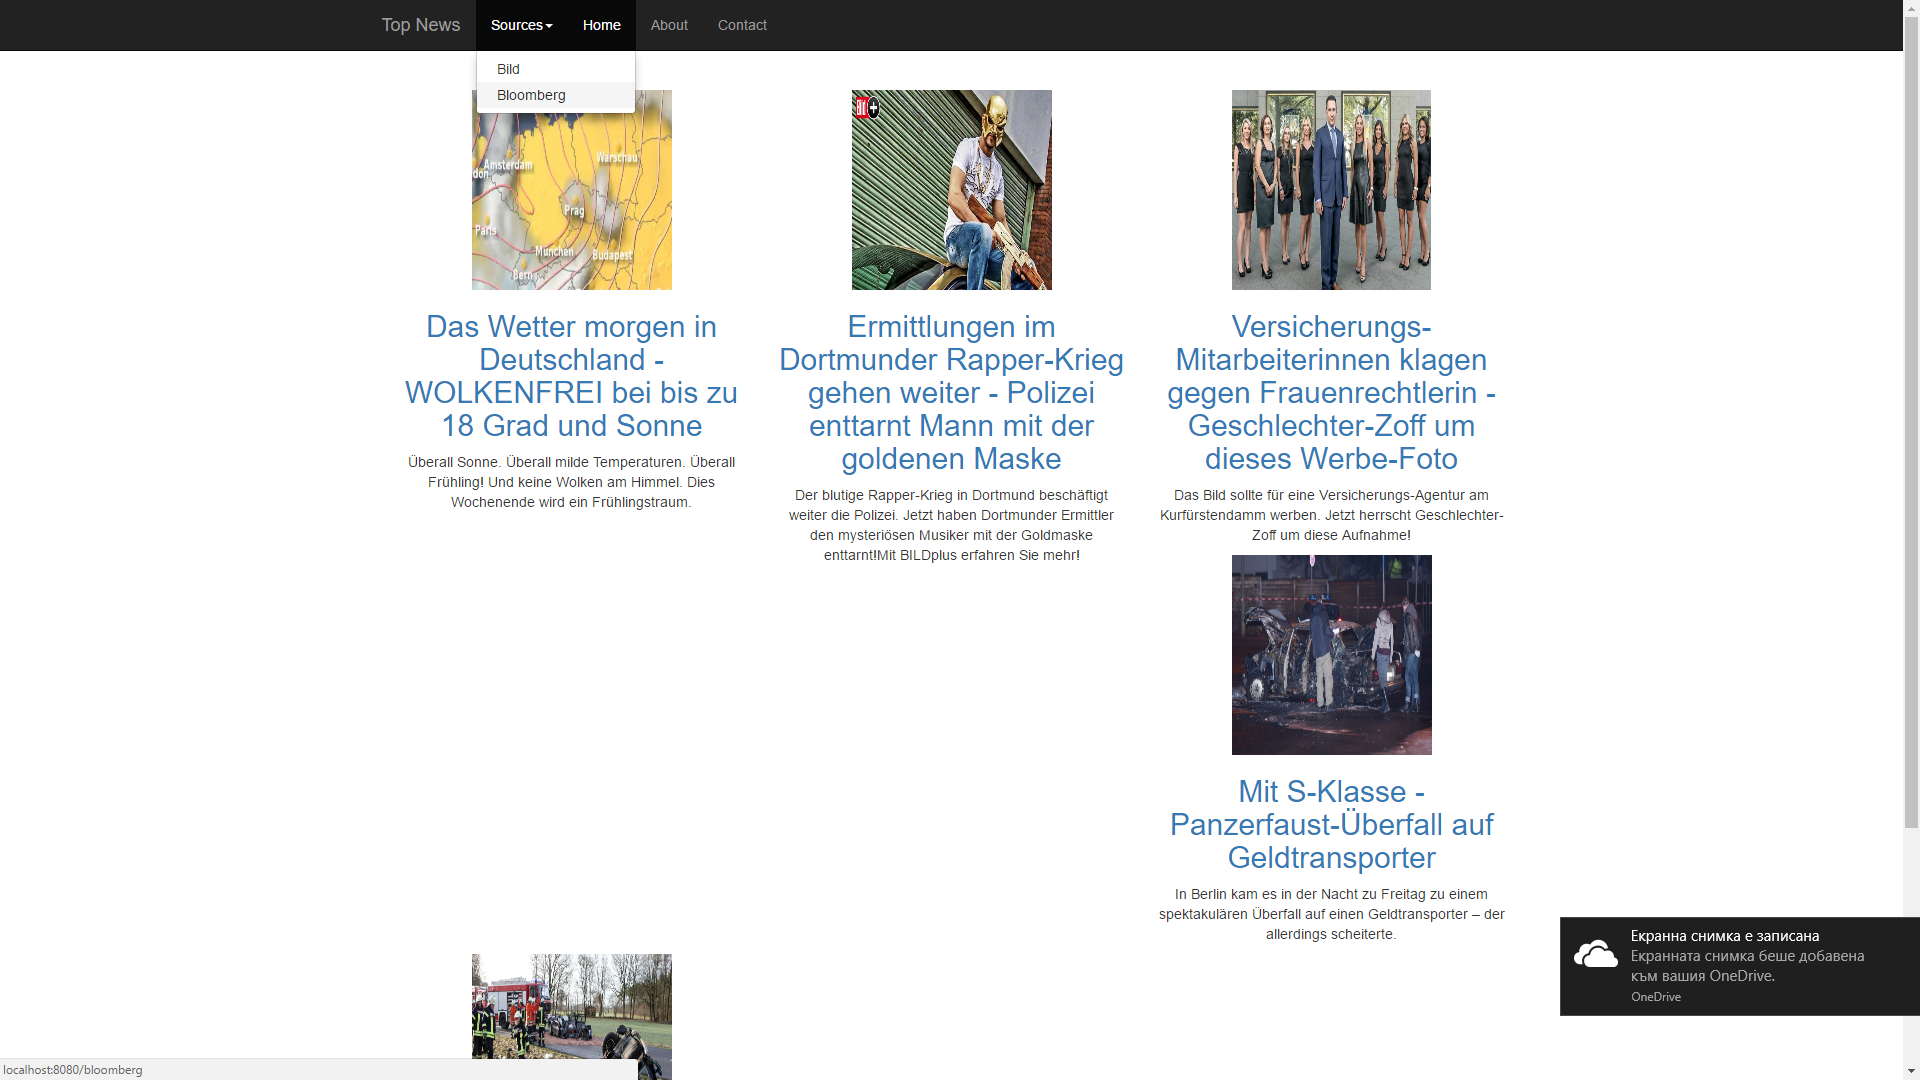 Top News
Sources
Home
About
Contact
Bild
Bloomberg
Amsterdam
don
Warschau
Prag
Paris
München
Budapest
Bern
Bild +
Das Wetter morgen in
Deutschland -
WOLKENFREI bei bis zu
18 Grad und Sonne
Überall Sonne. Überall milde Temperaturen. Überall
Frühling! Und keine Wolken am Himmel. Dies
Wochenende wird ein Frühlingstraum.
Ermittlungen im
Dortmunder Rapper-Krieg
gehen weiter - Polizei
enttarnt Mann mit der
goldenen Maske
Der blutige Rapper-Krieg in Dortmund beschäftigt
weiter die Polizei. Jetzt haben Dortmunder Ermittler
den mysteriösen Musiker mit der Goldmaske
enttarnt!Mit BILDplus erfahren Sie mehr!
Versicherungs-
Mitarbeiterinnen klagen
gegen Frauenrechtlerin -
Geschlechter-Zoff um
dieses Werbe-Foto
Das Bild sollte für eine Versicherungs-Agentur am
Kurfürstendamm werben. Jetzt herrscht Geschlechter-
Zoff um diese Aufnahme!
Mit S-Klasse -
Panzerfaust-Überfall auf
Geldtransporter
In Berlin kam es in der Nacht zu Freitag zu einem
spektakulären Überfall auf einen Geldtransporter – der
allerdings scheiterte.
Екранна снимка е записана
Екранната снимка беше добавена
към вашия OneDrive.
OneDrive
localhost:8080/bloomberg